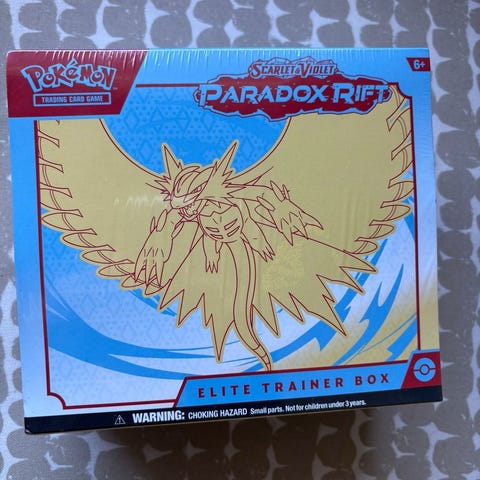 POKéMON
TRADING CARD GAME
SCARLET & VIOLET
PARADOX RIFT
6+
ELITE TRAINER BOX
WARNING: CHOKING HAZARD Small parts. Not for children under 3 years.